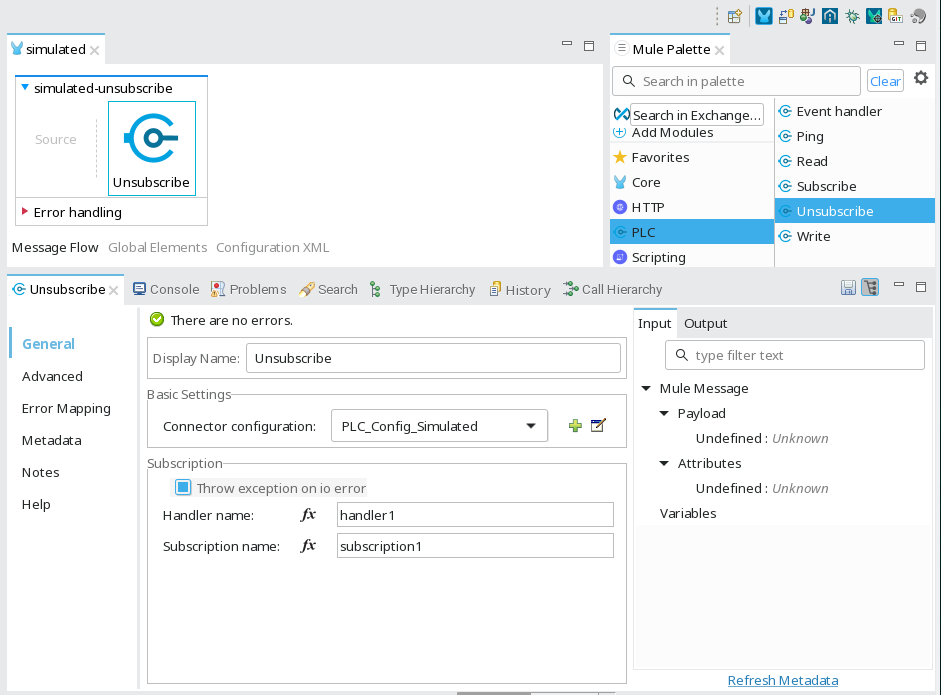 simulated
simulated-unsubscribe
Source
Unsubscribe
Error handling
Message Flow Global Elements Configuration XML
Mule Palette
Search in palette
Clear
Search in Exchange...
Add Modules
Favorites
Core
HTTP
PLC
Scripting
Event handler
Ping
Read
Subscribe
Unsubscribe
Write
Unsubscribe Console Problems Search Type Hierarchy History Call Hierarchy
General
Advanced
Error Mapping
Metadata
Notes
Help
There are no errors.
Display Name: Unsubscribe
Basic Settings
Connector configuration: PLC_Config_Simulated
Subscription
Throw exception on io error
Handler name: fx handler1
Subscription name: fx subscription1
Input Output
type filter text
Mule Message
Payload
Undefined : Unknown
Attributes
Undefined : Unknown
Variables
Refresh Metadata